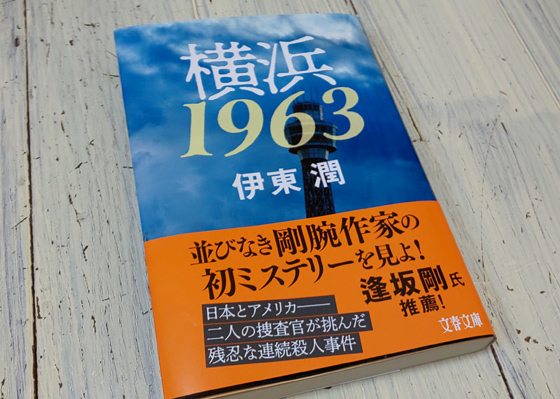 横浜
1963
伊東 潤
並びなき剛腕作家の
初ミステリーを見よ!
逢坂剛氏
推薦!
日本とアメリカ――
二人の捜査官が挑んだ
残忍な連続殺人事件
文春文庫